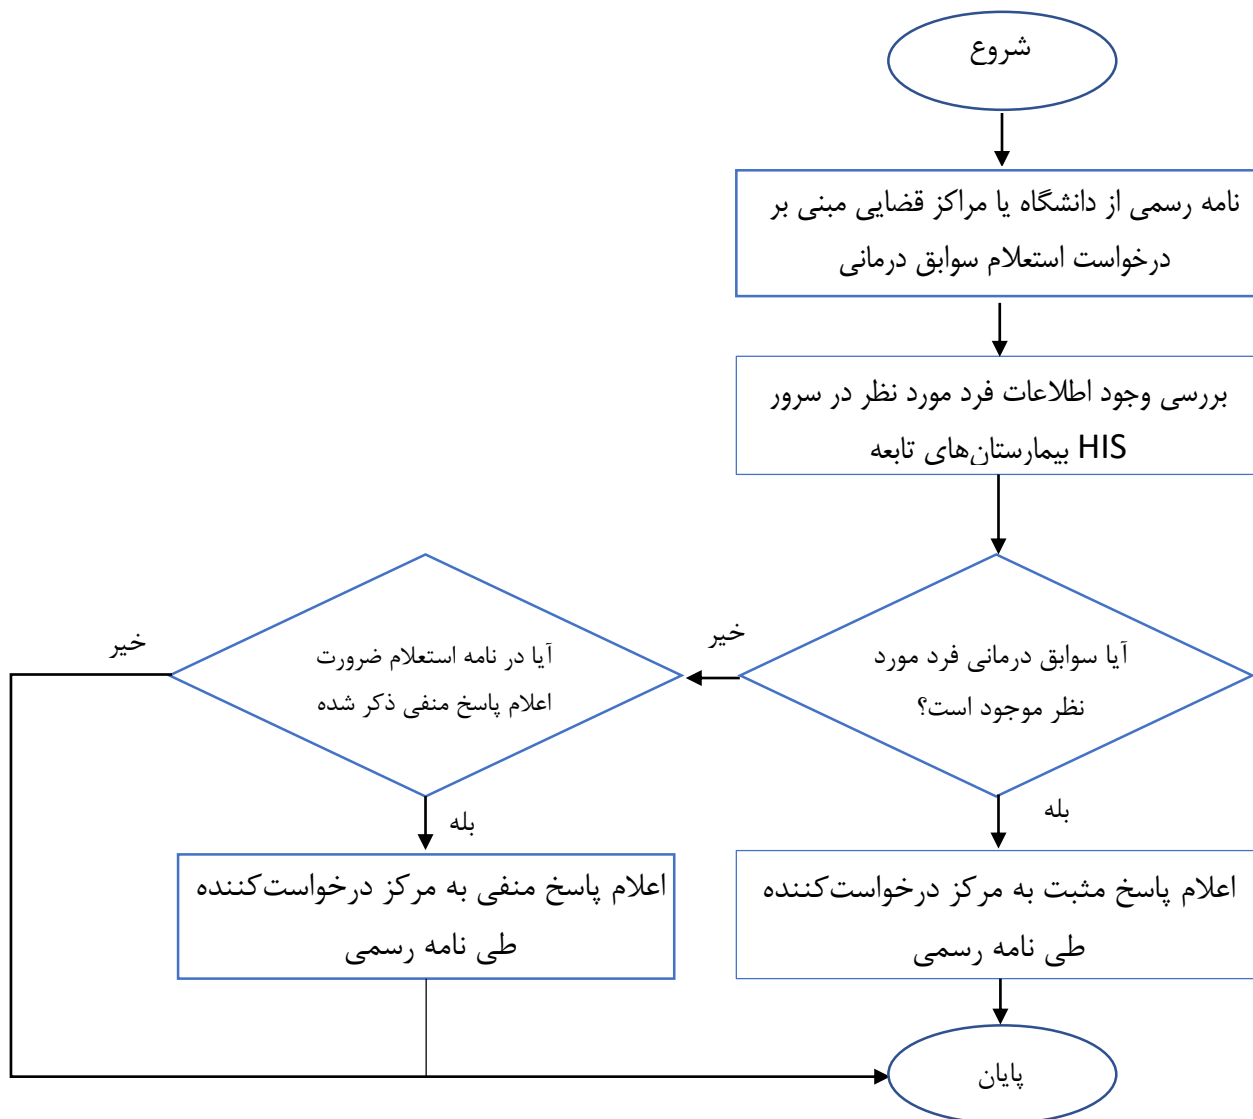 شروع
نامه رسمی از دانشگاه یا مراکز قضایی مبنی بر
درخواست استعلام سوابق درمانی
بررسی وجود اطلاعات فرد مورد نظر در سرور
HIS بیمارستان‌های تابعه
آیا سوابق درمانی فرد مورد
نظر موجود است؟
خیر
آیا در نامه استعلام ضرورت
اعلام پاسخ منفی ذکر شده
خیر
بله
بله
اعلام پاسخ مثبت به مرکز درخواست‌کننده
طی نامه رسمی
اعلام پاسخ منفی به مرکز درخواست‌کننده
طی نامه رسمی
پایان